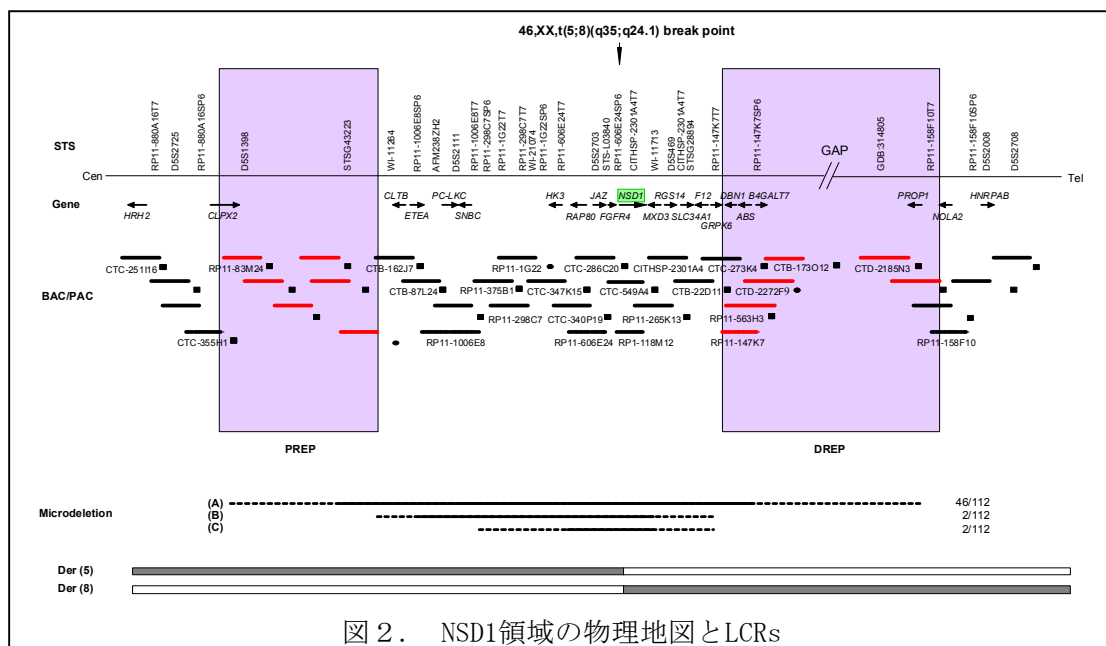 46,XX,t(5;8)(q35;q24.1) break point
STS
RP11-880A16T7
D5S2725
RP11-880A16SP6
D5S1398
STSG43223
WI-11264
RP11-1006E8SP6
AFM238ZH2
D5S2111
RP11-1006E8T7
RP11-298C7SP6
RP11-1G22T7
RP11-298C7T7
WI-21074
RP11-1G22SP6
RP11-606E24T7
D5S2703
STS-L03840
RP11-606E24SP6
CITHSP-2301A4T7
WI-11713
D5S469
CITHSP-2301A4T7
STSG28894
RP11-147K7T7
RP11-147K7SP6
GAP
GDB:314805
RP11-158F10T7
RP11-158F10SP6
D5S2008
D5S2708
Cen
Tel
Gene
HRH2
CLPX2
CLTB
ETEA
PC-LKC
SNBC
HK3
RAP80
JAZ
FGFR4
NSD1
MXD3
RGS14
SLC34A1
F12
GRPK6
DBN1
ABS
B4GALT7
PROP1
NOLA2
HNRPAB
BAC/PAC
CTC-251I16
RP11-83M24
CTB-162J7
RP11-1G22
CTC-286C20
CITHSP-2301A4
CTC-273K4
CTB-173O12
CTD-2185N3
CTB-87L24
RP11-375B1
CTC-347K15
CTC-549A4
CTB-22D11
CTD-2272F9
RP11-298C7
CTC-340P19
RP11-265K13
RP11-563H3
CTC-355H1
RP11-1006E8
RP11-606E24
RP1-118M12
RP11-147K7
RP11-158F10
PREP
DREP
Microdeletion
(A)
46/112
(B)
2/112
(C)
2/112
Der (5)
Der (8)
図２． NSD1領域の物理地図とLCRs